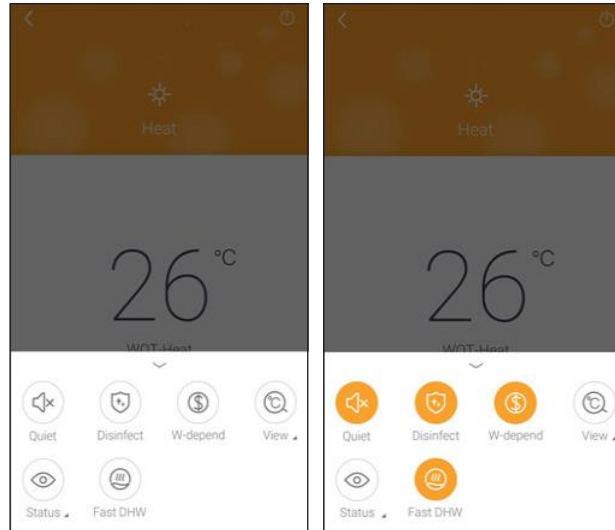 Heat
26 °C
WOT-Heat
Quiet Disinfect W-depend View
Status Fast DHW
Heat
26 °C
WOT-Heat
Quiet Disinfect W-depend View
Status Fast DHW